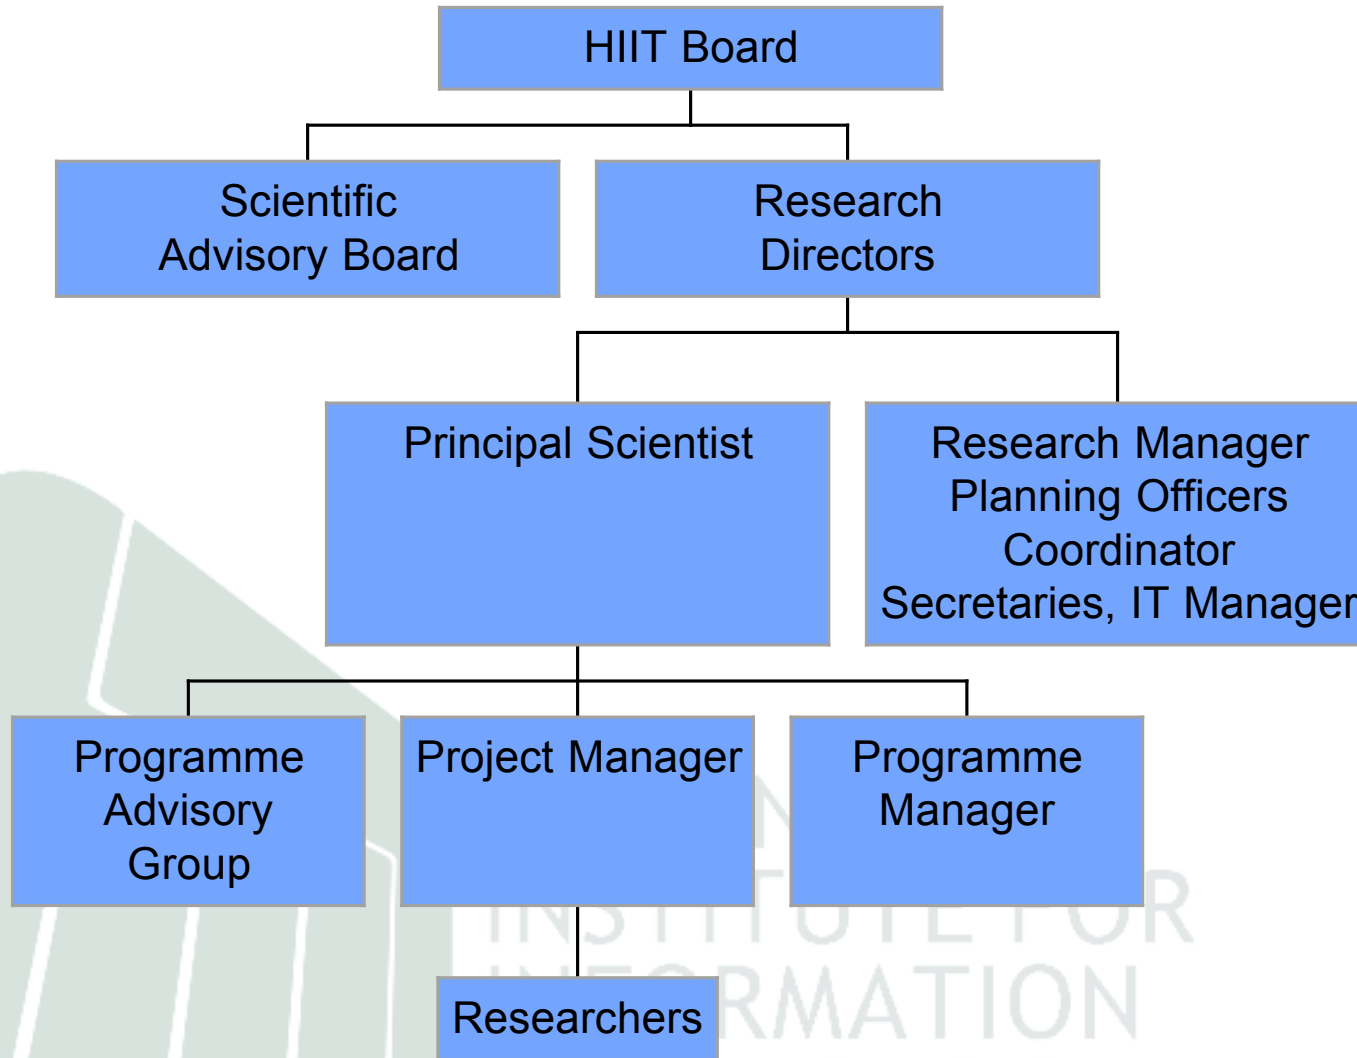 HIIT Board
Scientific
Advisory Board
Research
Directors
Principal Scientist
Research Manager
Planning Officers
Coordinator
Secretaries, IT Manager
Programme
Advisory
Group
Project Manager
Programme
Manager
INSTITUTE FOR
INFORMATION
Researchers